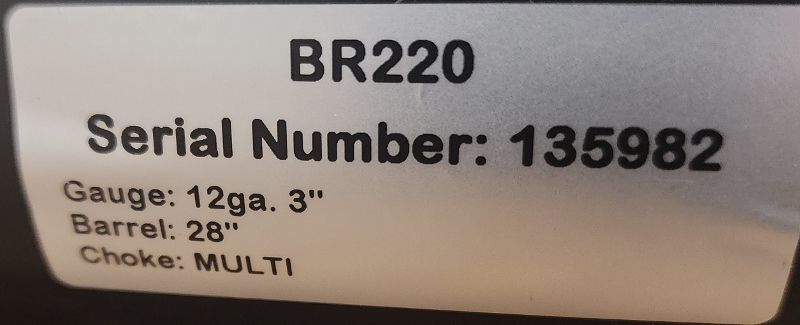 BR220
Serial Number: 135982
Gauge: 12ga. 3"
Barrel: 28"
Choke: MULTI